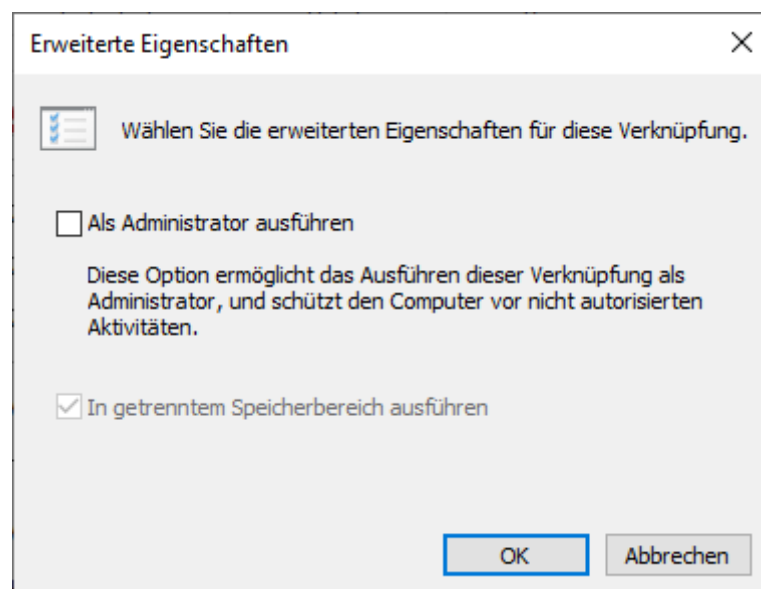 Erweiterte Eigenschaften
Wählen Sie die erweiterten Eigenschaften für diese Verknüpfung.
Als Administrator ausführen
Diese Option ermöglicht das Ausführen dieser Verknüpfung als
Administrator, und schützt den Computer vor nicht autorisierten
Aktivitäten.
In getrenntem Speicherbereich ausführen
OK
Abbrechen